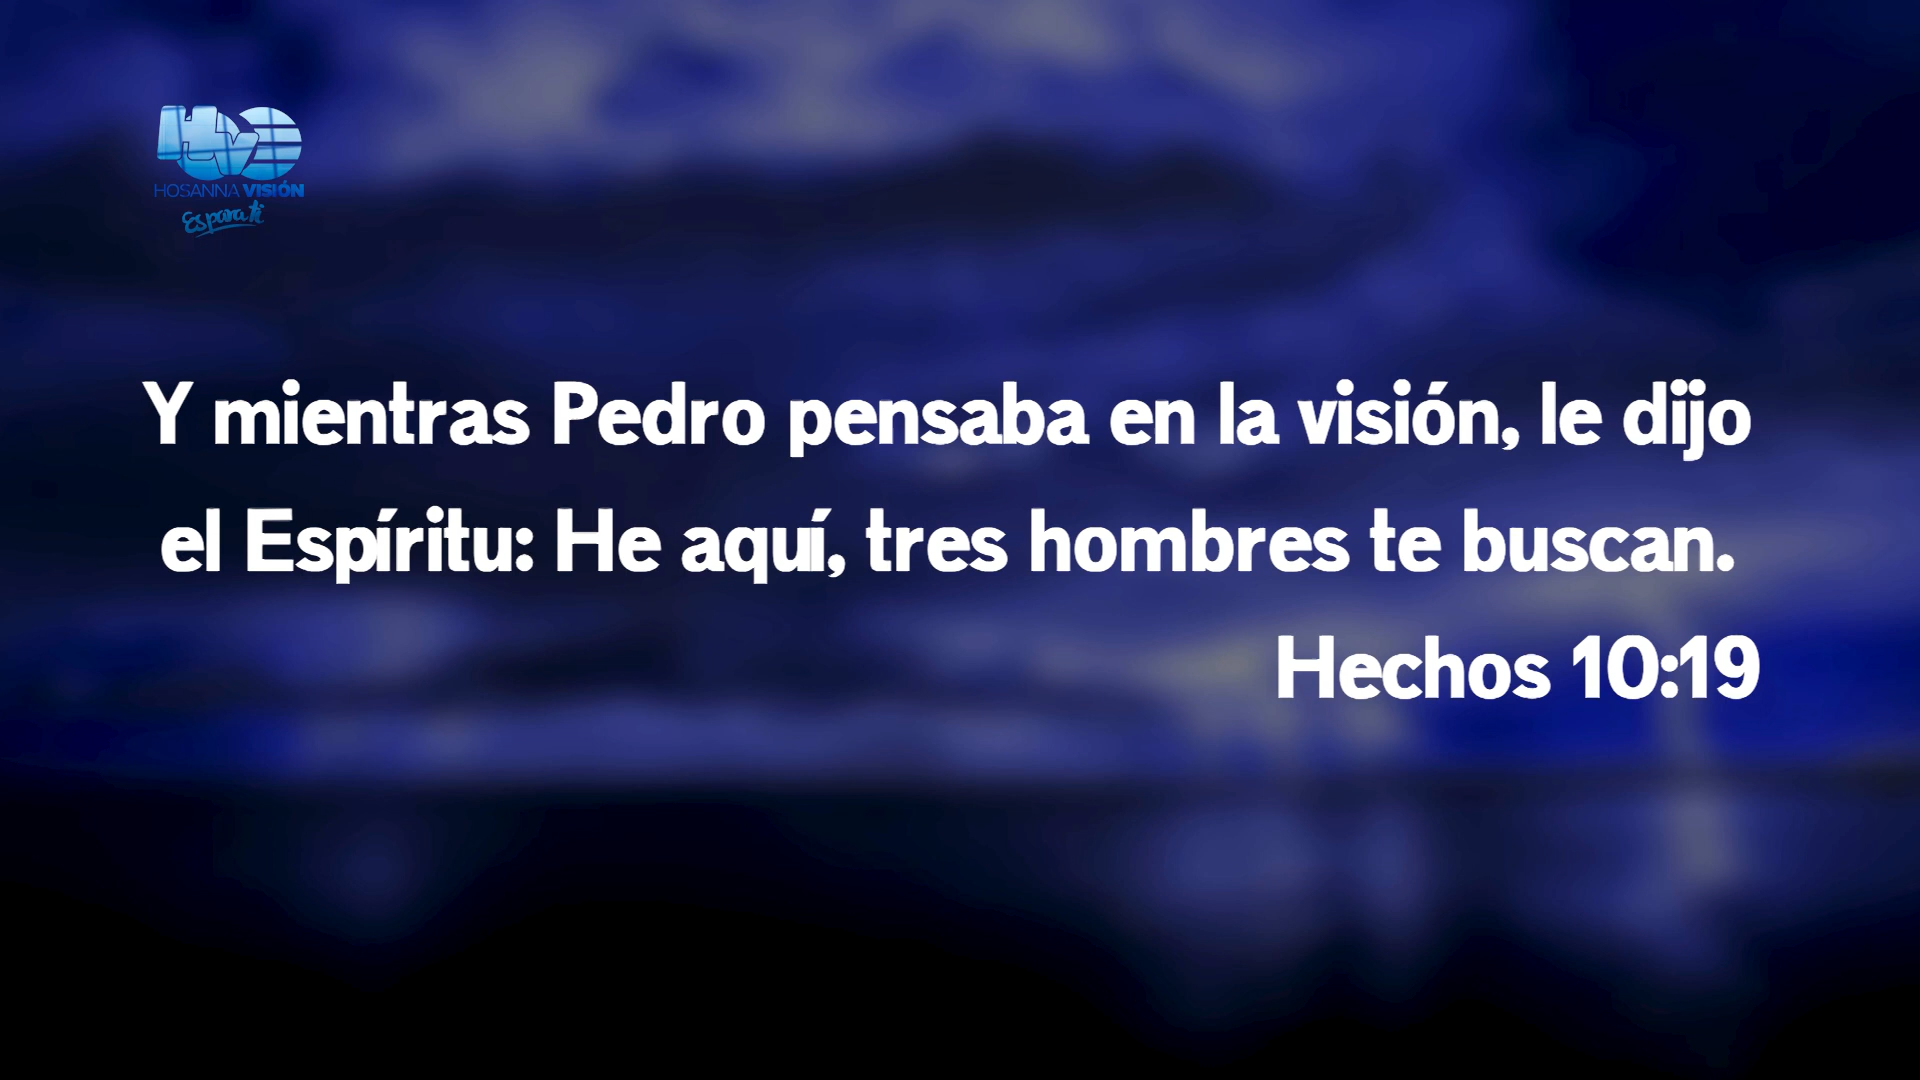 HV
HOSANNA VISIÓN
Es para ti
Y mientras Pedro pensaba en la visión, le dijo
el Espíritu: He aquí, tres hombres te buscan.
Hechos 10:19